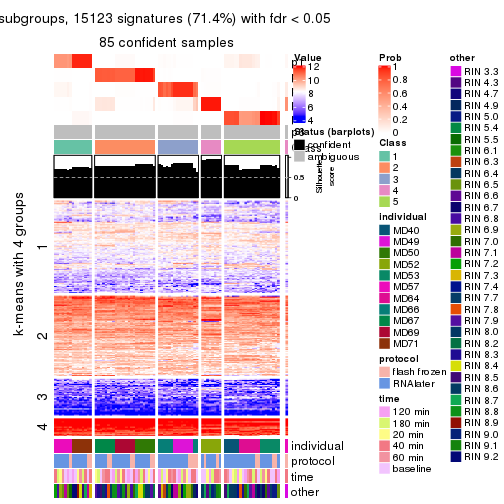 subgroups, 15123 signatures (71.4%) with fdr < 0.05
85 confident samples
k-means with 4 groups
1
2
3
4
Value
12
10
8
6
4
Status (barplots)
confident
ambiguous
0.5
0
Silhouette
score
individual
protocol
time
other
Prob
1
0.8
0.6
0.4
0.2
0
Class
1
2
3
4
5
individual
MD40
MD49
MD50
MD52
MD53
MD57
MD64
MD66
MD67
MD69
MD71
protocol
flash frozen
RNAlater
time
120 min
180 min
20 min
40 min
60 min
baseline
other
RIN 3.3
RIN 4.3
RIN 4.7
RIN 4.9
RIN 5.0
RIN 5.4
RIN 5.5
RIN 6.1
RIN 6.3
RIN 6.4
RIN 6.5
RIN 6.6
RIN 6.7
RIN 6.8
RIN 6.9
RIN 7.0
RIN 7.1
RIN 7.2
RIN 7.3
RIN 7.4
RIN 7.7
RIN 7.8
RIN 7.9
RIN 8.0
RIN 8.2
RIN 8.3
RIN 8.4
RIN 8.5
RIN 8.6
RIN 8.7
RIN 8.8
RIN 8.9
RIN 9.0
RIN 9.1
RIN 9.2